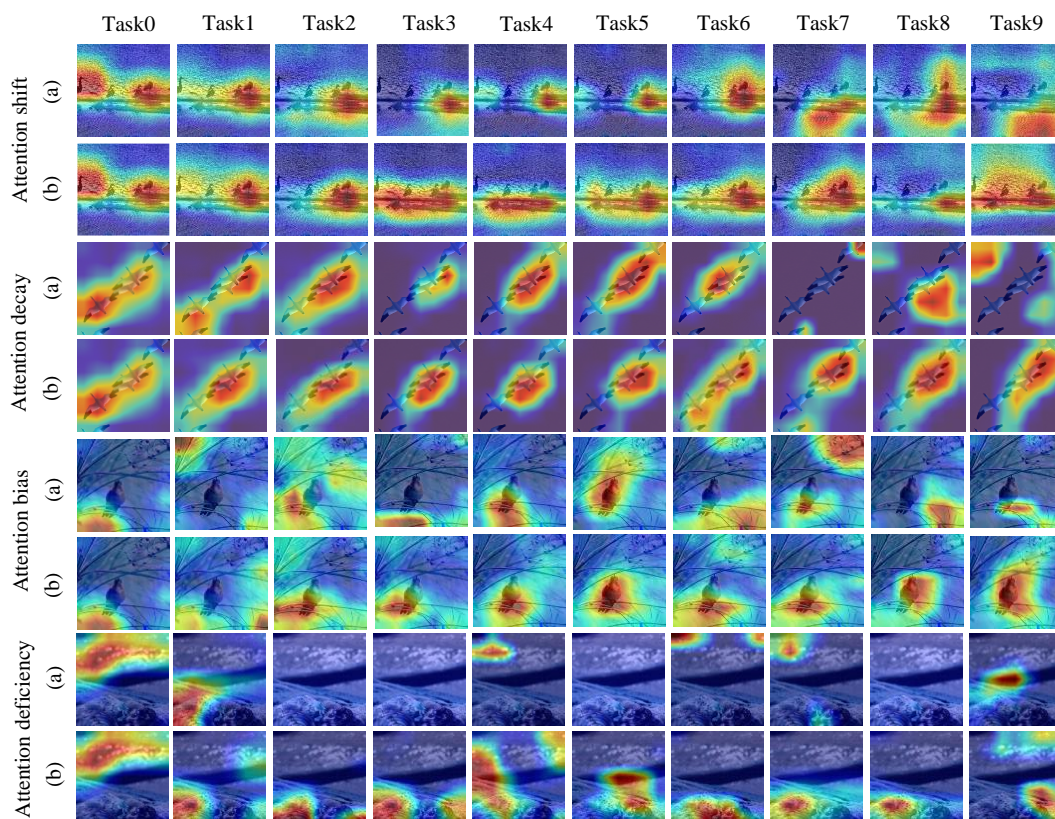 Task0 Task1 Task2 Task3 Task4 Task5 Task6 Task7 Task8 Task9
Attention shift
(a)
(b)
Attention decay
(a)
(b)
Attention bias
(a)
(b)
Attention deficiency
(a)
(b)